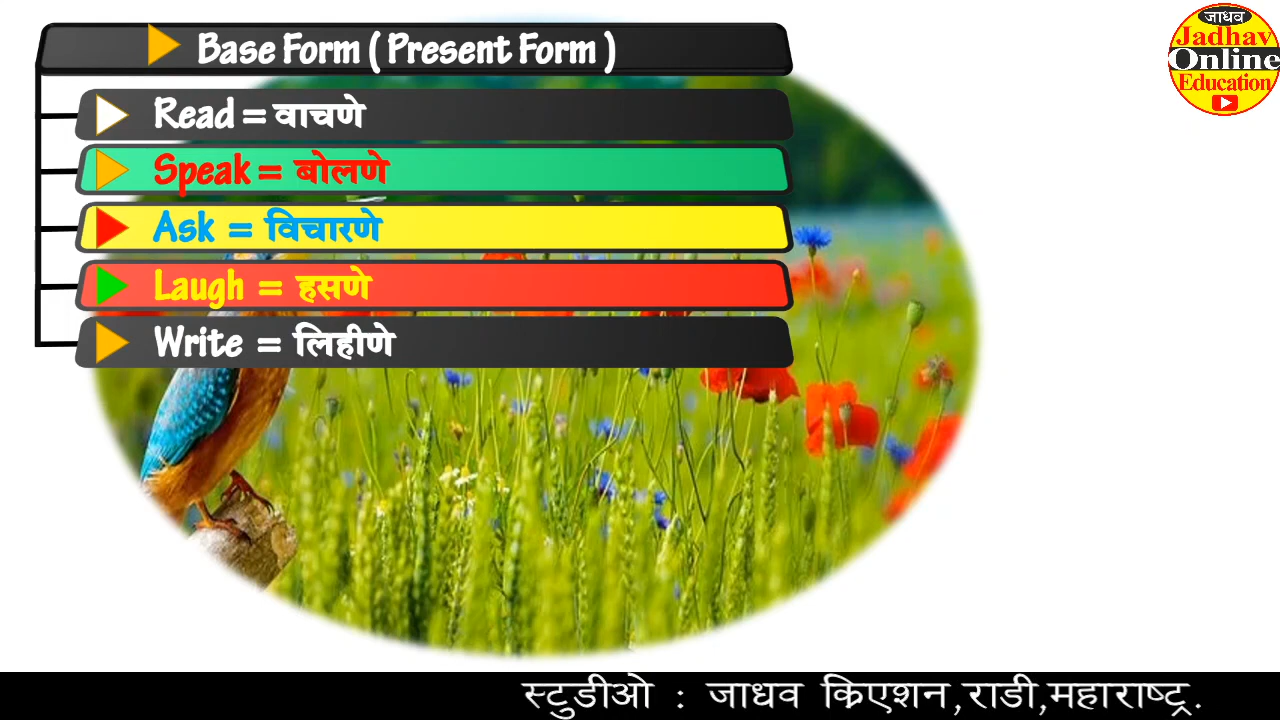 Base Form ( Present Form )
Read = वाचणे
Speak = बोलणे
Ask = विचारणे
Laugh = हसणे
Write = लिहीणे
जाधव
Jadhav
Online
Education
स्टुडीओ : जाधव क्रिएशन,राडी,महाराष्ट्र.